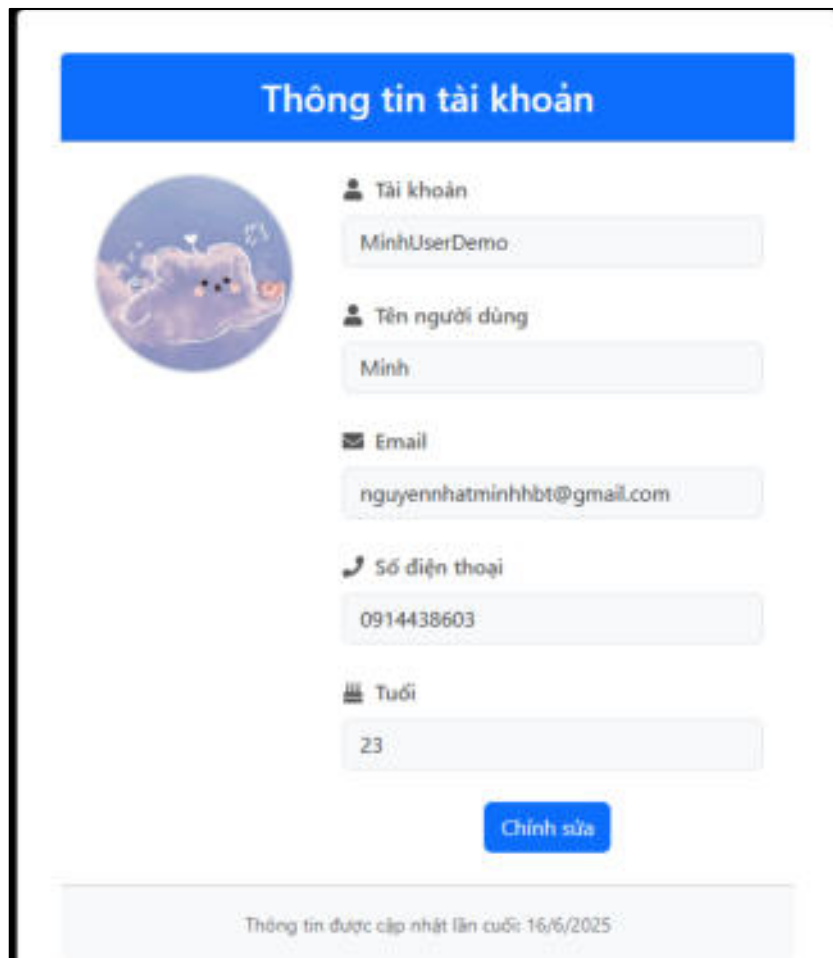 Thông tin tài khoản
Tài khoản
MinhUserDemo
Tên người dùng
Minh
Email
nguyennhatminhhbt@gmail.com
Số điện thoại
0914438603
Tuổi
23
Chỉnh sửa
Thông tin được cập nhật lần cuối: 16/6/2025